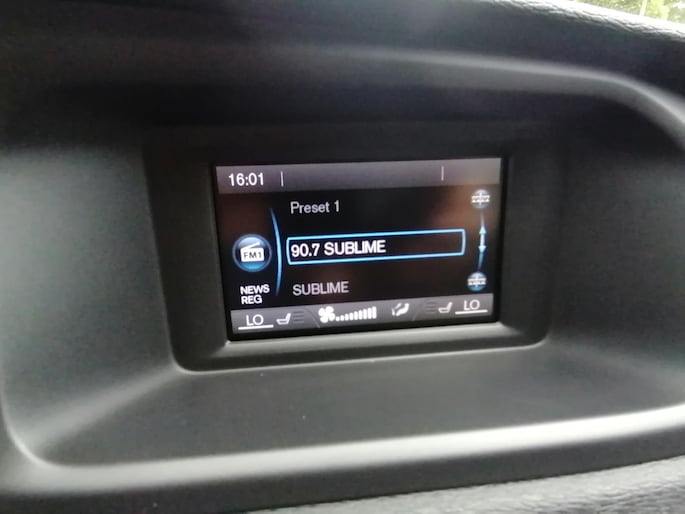 16:01
Preset 1
FM1
90.7 SUBLIME
NEWS
REG
SUBLIME
LO
LO